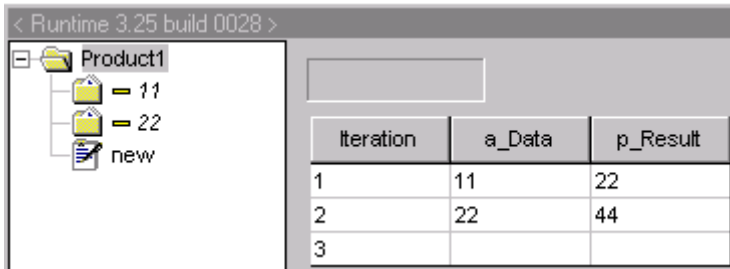 < Runtime 3.25 build 0028 >
Product1
11
22
new
Iteration a_Data p_Result
1 11 22
2 22 44
3